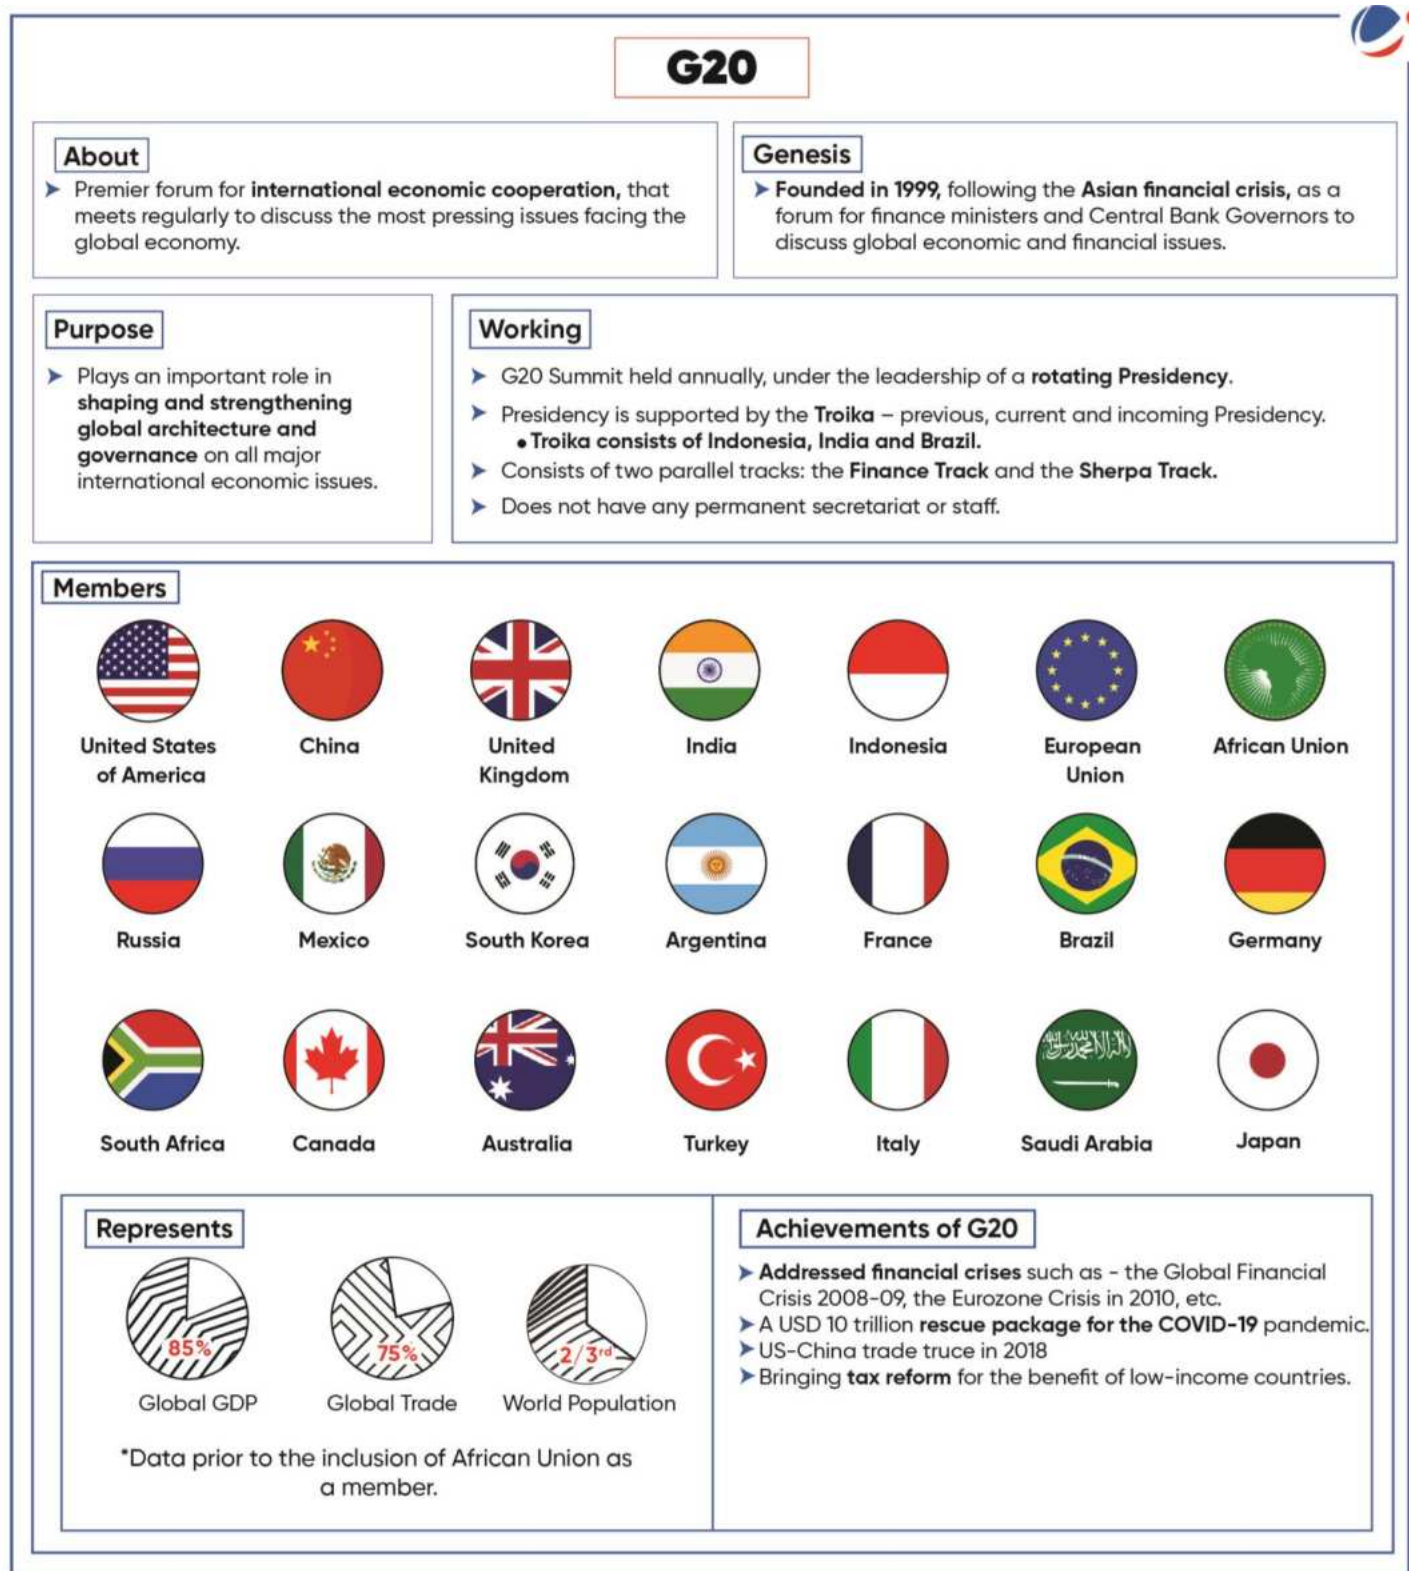 G20
About
➤ Premier forum for international economic cooperation, that
meets regularly to discuss the most pressing issues facing the
global economy.
Genesis
➤ Founded in 1999, following the Asian financial crisis, as a
forum for finance ministers and Central Bank Governors to
discuss global economic and financial issues.
Purpose
➤ Plays an important role in
shaping and strengthening
global architecture and
governance on all major
international economic issues.
Working
➤ G20 Summit held annually, under the leadership of a rotating Presidency.
➤ Presidency is supported by the Troika – previous, current and incoming Presidency.
• Troika consists of Indonesia, India and Brazil.
➤ Consists of two parallel tracks: the Finance Track and the Sherpa Track.
➤ Does not have any permanent secretariat or staff.
Members
United States
of America
China
United
Kingdom
India
Indonesia
European
Union
African Union
Russia
Mexico
South Korea
Argentina
France
Brazil
Germany
South Africa
Canada
Australia
Turkey
Italy
Saudi Arabia
Japan
Represents
85%
Global GDP
75%
Global Trade
2/3rd
World Population
*Data prior to the inclusion of African Union as
a member.
Achievements of G20
➤ Addressed financial crises such as - the Global Financial
Crisis 2008-09, the Eurozone Crisis in 2010, etc.
➤ A USD 10 trillion rescue package for the COVID-19 pandemic.
➤ US-China trade truce in 2018
➤ Bringing tax reform for the benefit of low-income countries.